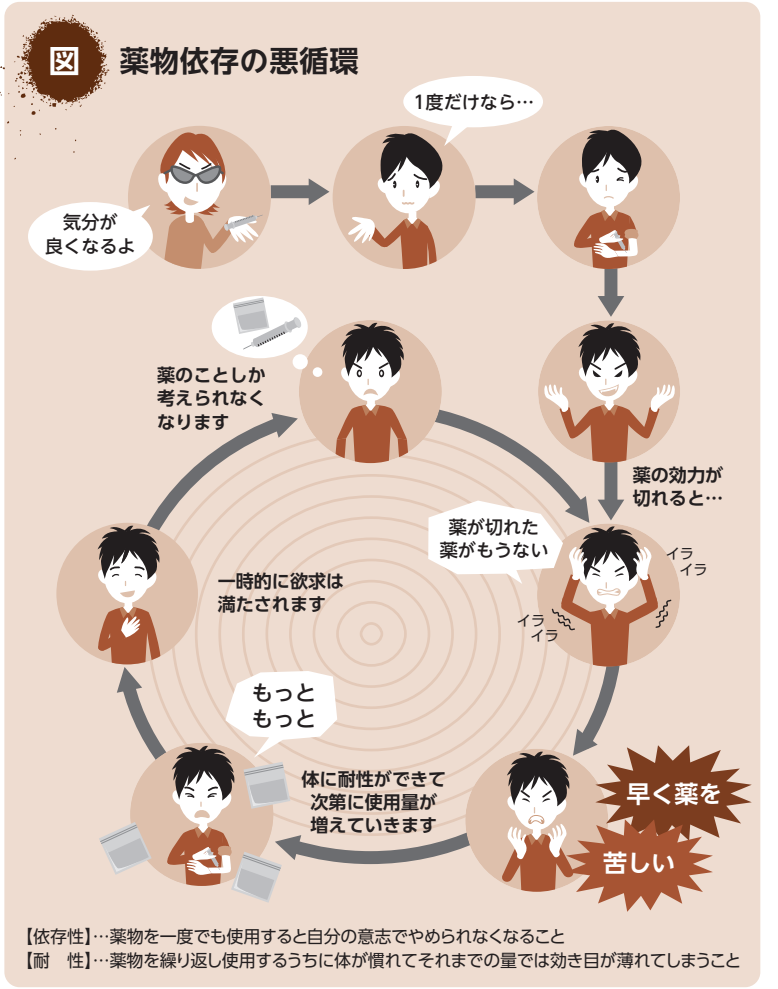 図
薬物依存の悪循環
気分が
良くなるよ
1度だけなら…
薬の効力が
切れると…
薬が切れた
薬がもうない
イラ
イラ
イラ
イラ
早く薬を
苦しい
体に耐性ができて
次第に使用量が
増えていきます
もっと
もっと
一時的に欲求は
満たされます
薬のことしか
考えられなく
なります
【依存性】…薬物を一度でも使用すると自分の意志でやめられなくなること
【耐　性】…薬物を繰り返し使用するうちに体が慣れてそれまでの量では効き目が薄れてしまうこと